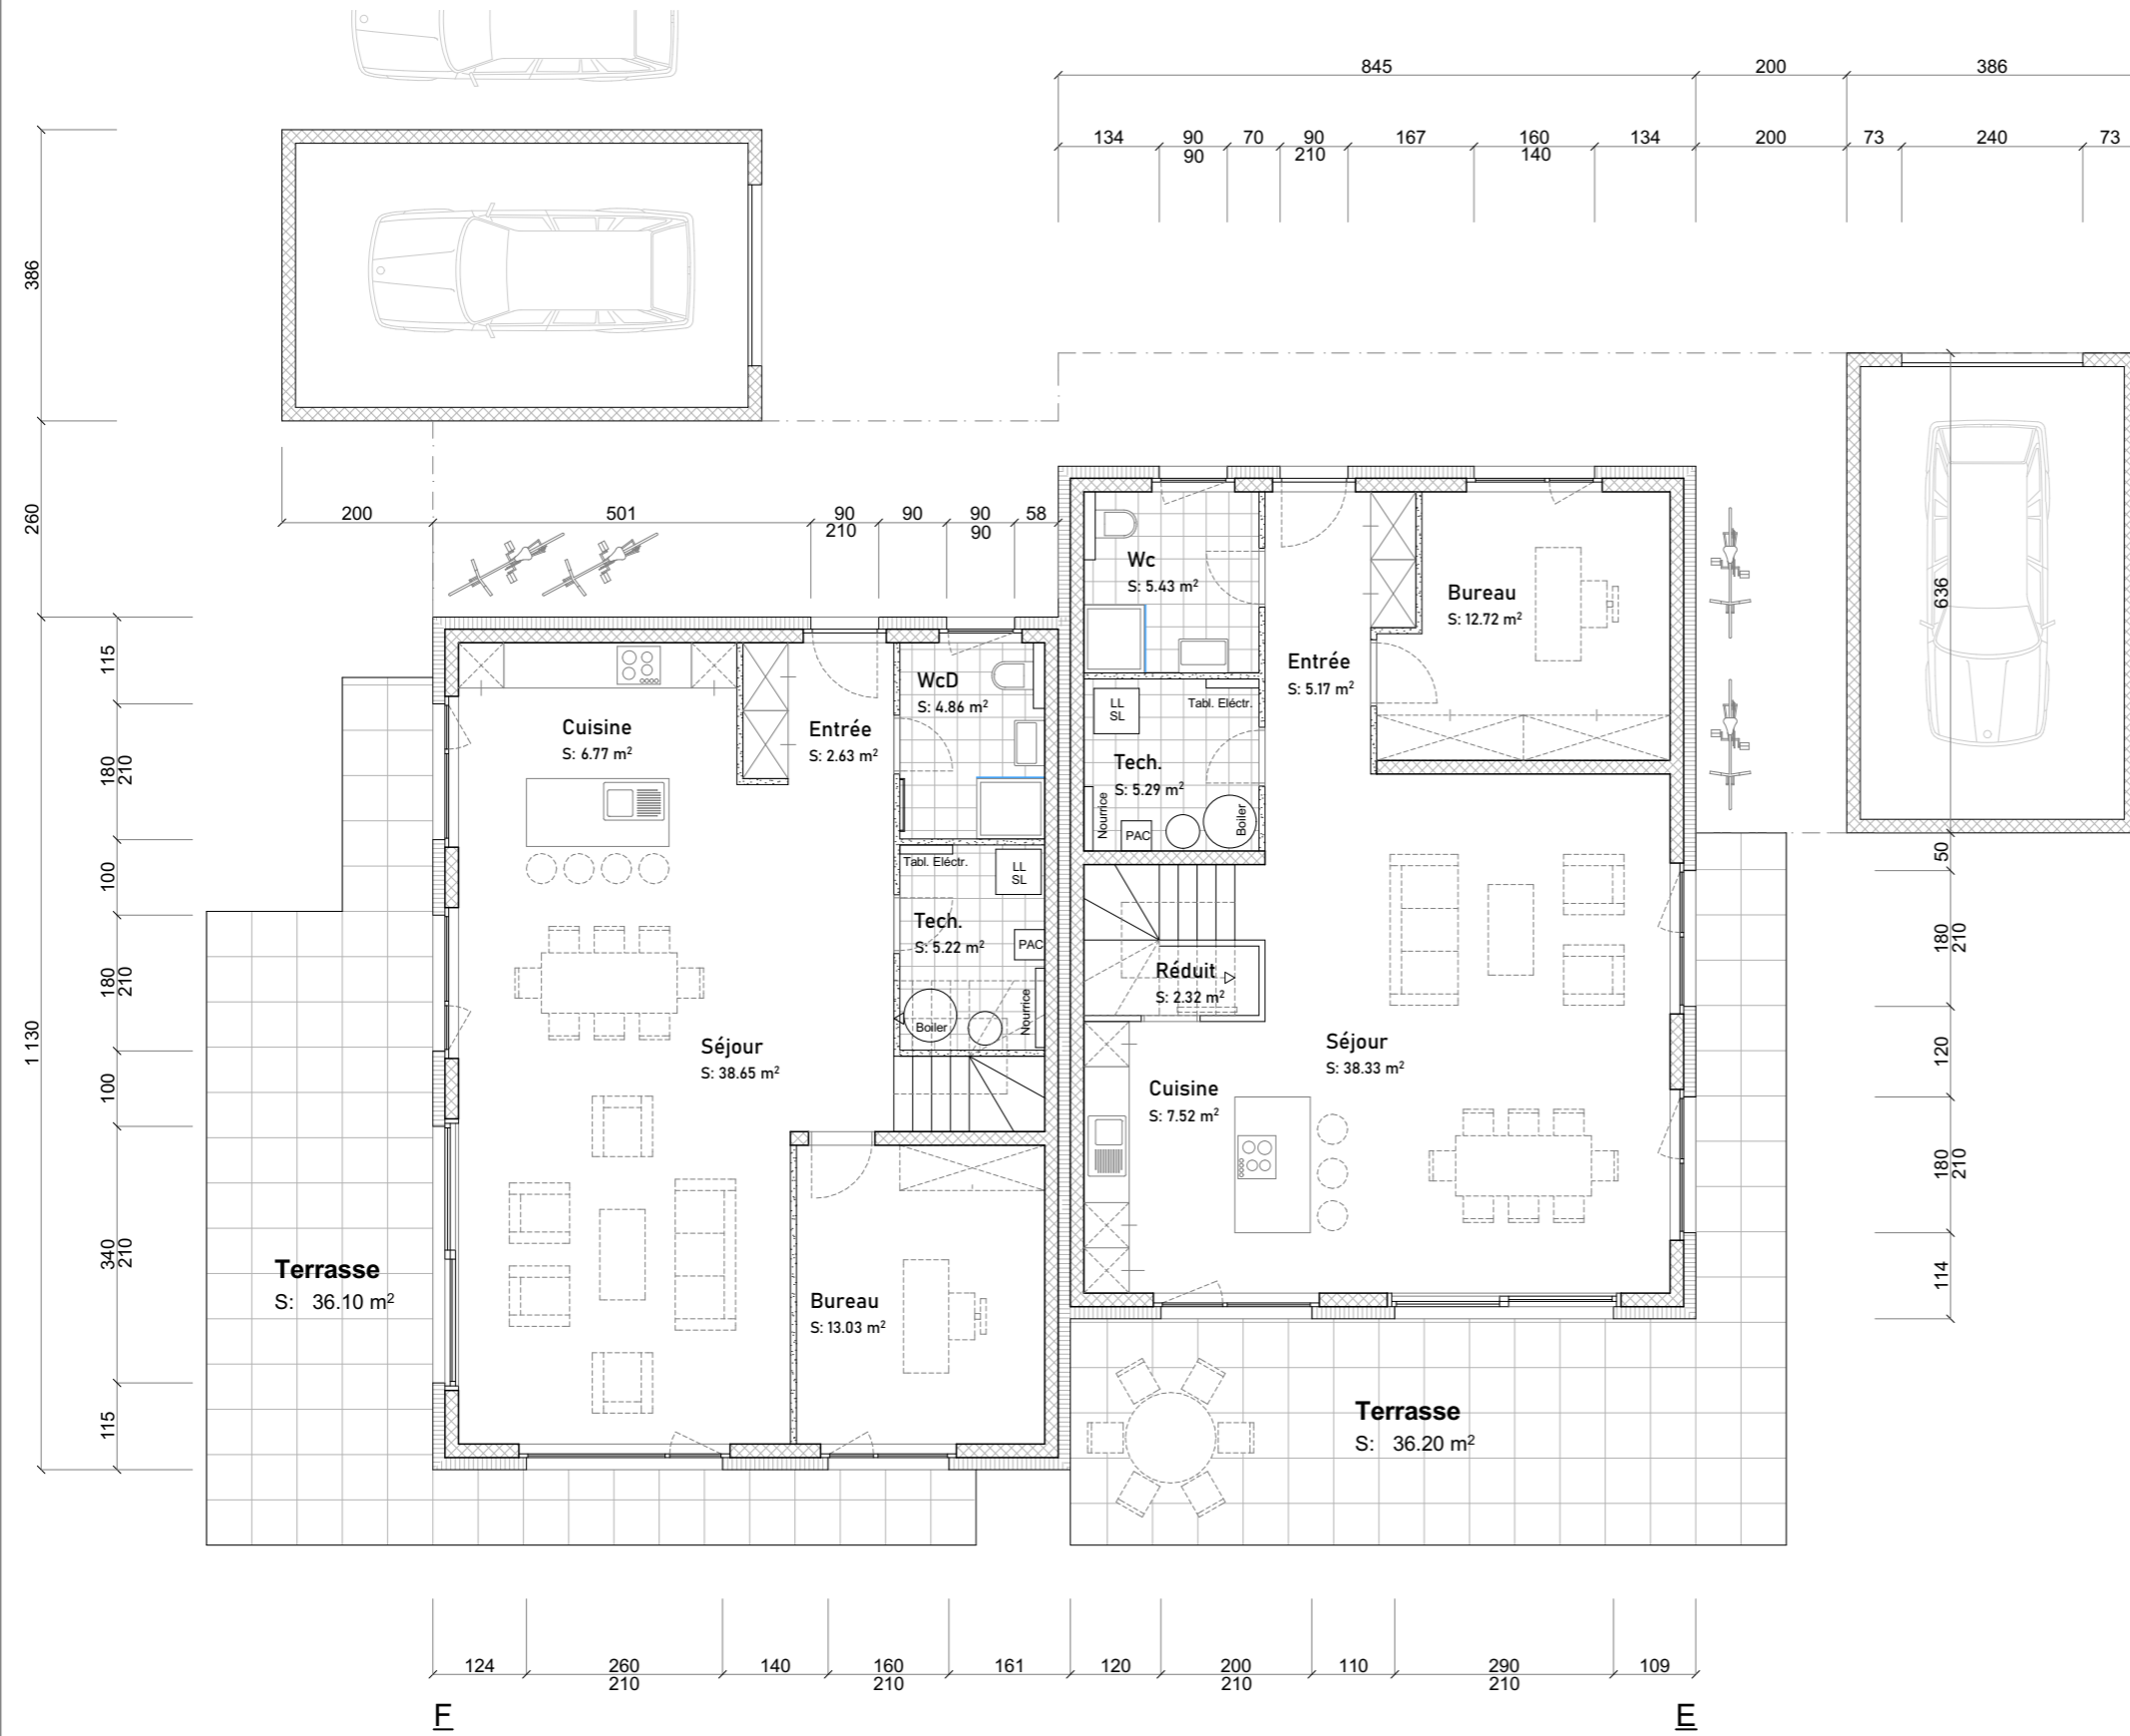 845 200 386
134 90 70 90 167 160 134 200 73 240 73
90 210 140
386
260
1 130
200 501 90 90 90 58
210 90
115
180
210
100
180
210
100
340
210
115
Cuisine
S: 6.77 m²
Entrée
S: 2.63 m²
WcD
S: 4.86 m²
Tabl. Eléctr.
LL
SL
Tech.
S: 5.22 m²
PAC
Boiler
Nourrice
Séjour
S: 38.65 m²
Bureau
S: 13.03 m²
Terrasse
S: 36.10 m²
Wc
S: 5.43 m²
Bureau
S: 12.72 m²
Entrée
S: 5.17 m²
LL
SL
Tabl. Eléctr.
Tech.
S: 5.29 m²
Nourrice
PAC
Boiler
Réduit
S: 2.32 m²
Séjour
S: 38.33 m²
Cuisine
S: 7.52 m²
Terrasse
S: 36.20 m²
636
50
180
210
120
180
210
114
124 260 140 160 161 120 200 110 290 109
210 210 210 210
F E